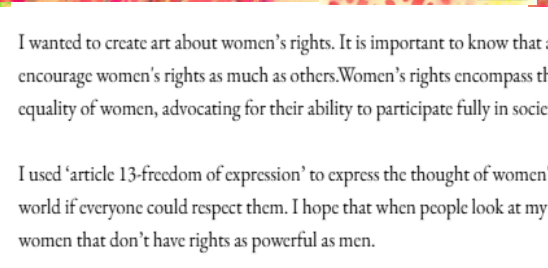 I wanted to create art about women’s rights. It is important to know that
encourage women's rights as much as others.Women’s rights encompass
equality of women, advocating for their ability to participate fully in
I used ‘article 13-freedom of expression’ to express the thought of women'
world if everyone could respect them. I hope that when people look at my
women that don’t have rights as powerful as men.